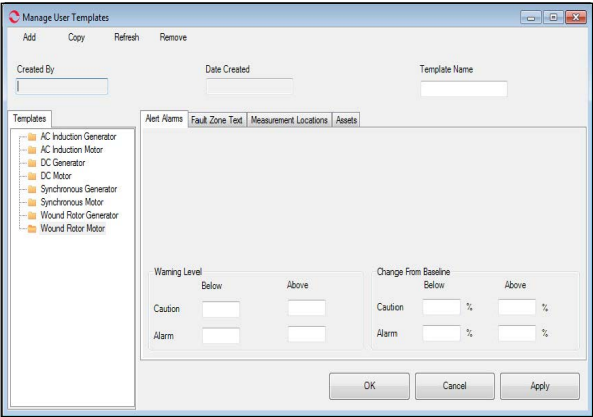 Manage User Templates
Add Copy Refresh Remove
Created By Date Created Template Name
Templates
AC Induction Generator
AC Induction Motor
DC Generator
DC Motor
Synchronous Generator
Synchronous Motor
Wound Rotor Generator
Wound Rotor Motor
Alert Alarms Fault Zone Text Measurement Locations Assets
Warning Level
Below Above
Caution
Alarm
Change From Baseline
Below Above
Caution % %
Alarm % %
OK Cancel Apply